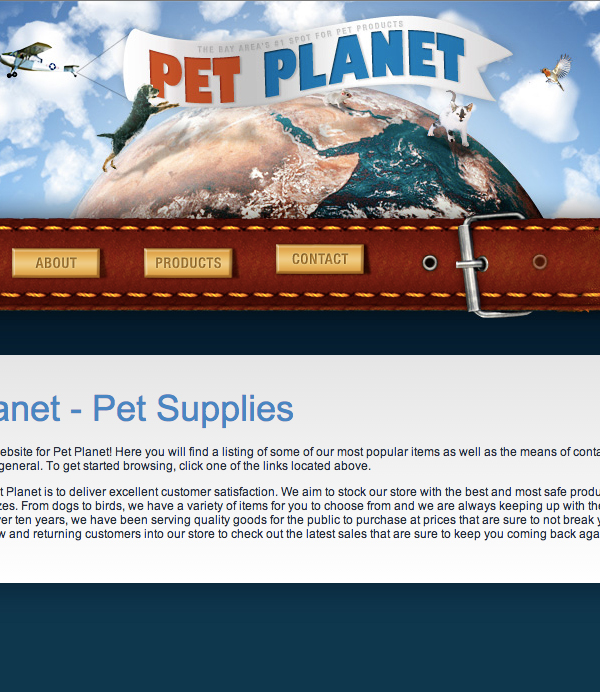 THE BAY AREA'S #1 SPOT FOR PET PRODUCTS
PET PLANET
ABOUT
PRODUCTS
CONTACT
anet - Pet Supplies
ebsite for Pet Planet! Here you will find a listing of some of our most popular items as well as the means of conta
general. To get started browsing, click one of the links located above.
t Planet is to deliver excellent customer satisfaction. We aim to stock our store with the best and most safe produ
zes. From dogs to birds, we have a variety of items for you to choose from and we are always keeping up with the
ver ten years, we have been serving quality goods for the public to purchase at prices that are sure to not break y
w and returning customers into our store to check out the latest sales that are sure to keep you coming back aga